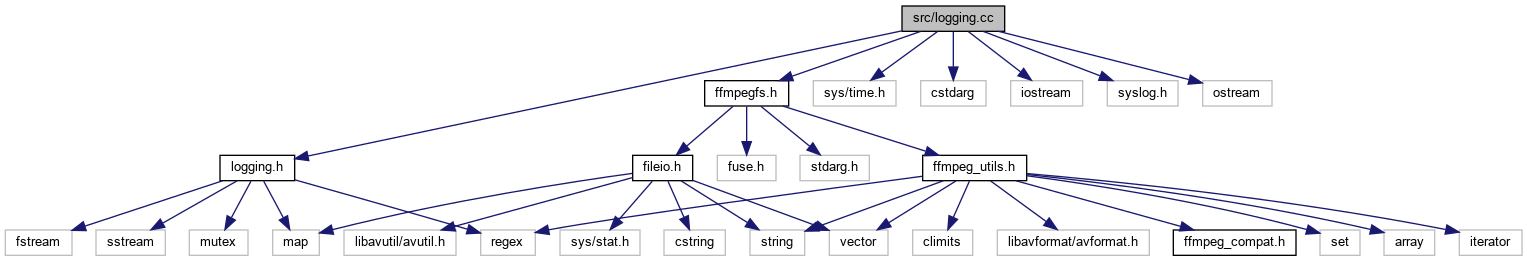 src/logging.cc
ffmpegfs.h
sys/time.h
cstdarg
iostream
syslog.h
ostream
logging.h
fileio.h
fuse.h
stdarg.h
ffmpeg_utils.h
fstream
sstream
mutex
map
libavutil/avutil.h
regex
sys/stat.h
cstring
string
vector
climits
libavformat/avformat.h
ffmpeg_compat.h
set
array
iterator